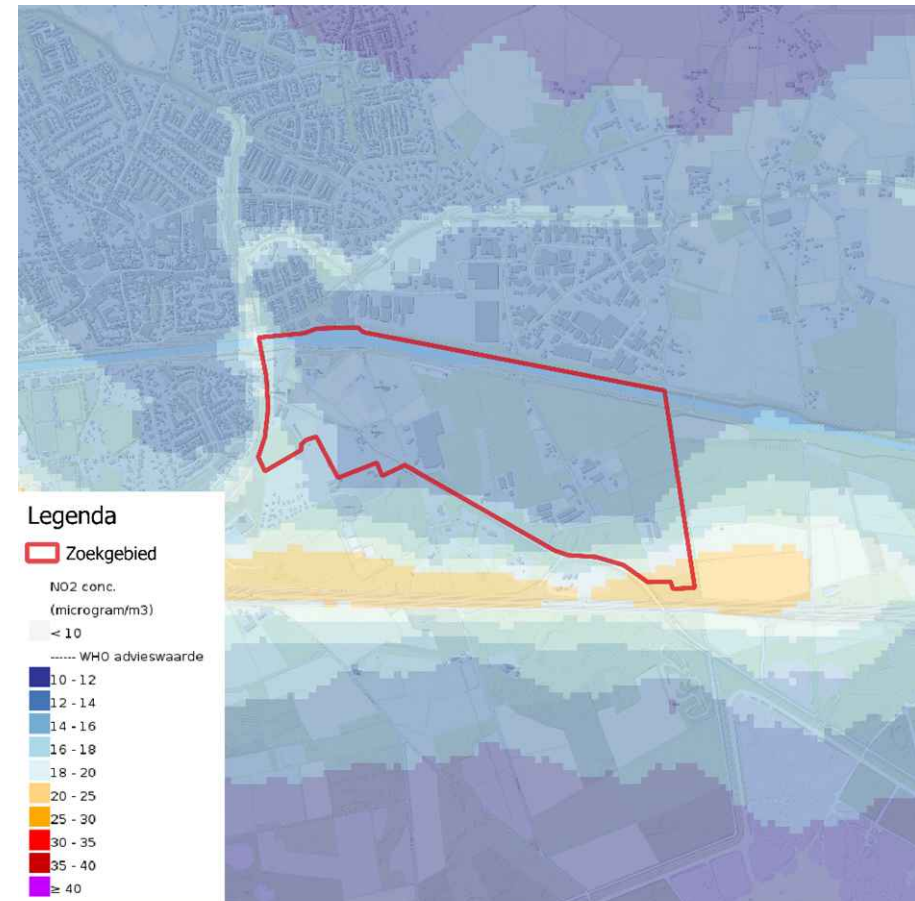 Legenda
Zoekgebied
NO2 conc.
(microgram/m3)
< 10
------ WHO advieswaarde
10 - 12
12 - 14
14 - 16
16 - 18
18 - 20
20 - 25
25 - 30
30 - 35
35 - 40
≥ 40